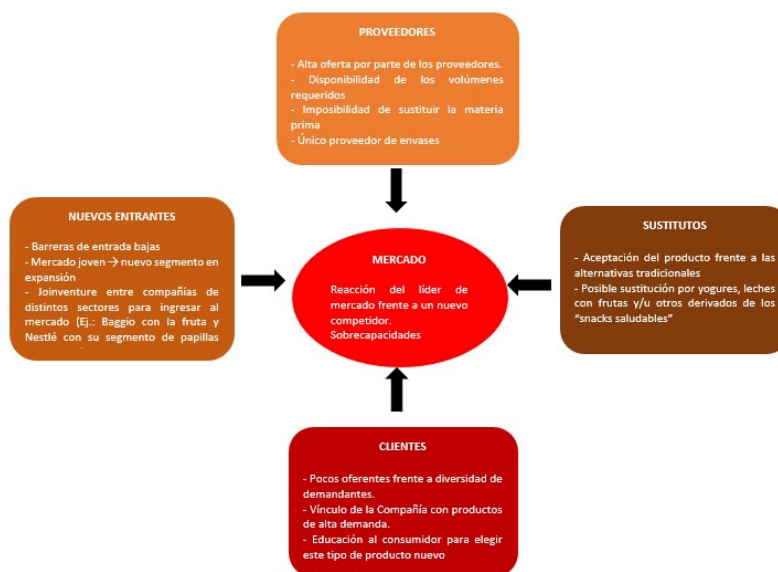 PROVEEDORES
- Alta oferta por parte de los proveedores.
- Disponibilidad de los volúmenes
requeridos
- Imposibilidad de sustituir la materia
prima
- Único proveedor de envases
NUEVOS ENTRANTES
- Barreras de entrada bajas
- Mercado joven → nuevo segmento en
expansión
- Joinventure entre compañías de
distintos sectores para ingresar al
mercado (Ej.: Baggio con la fruta y
Nestlé con su segmento de papillas
MERCADO
Reacción del líder de
mercado frente a un nuevo
competidor.
Sobrecapacidades
SUSTITUTOS
- Aceptación del producto frente a las
alternativas tradicionales
- Posible sustitución por yogures, leches
con frutas y/u otros derivados de los
“snacks saludables”
CLIENTES
- Pocos oferentes frente a diversidad de
demandantes.
- Vínculo de la Compañía con productos
de alta demanda.
- Educación al consumidor para elegir
este tipo de producto nuevo